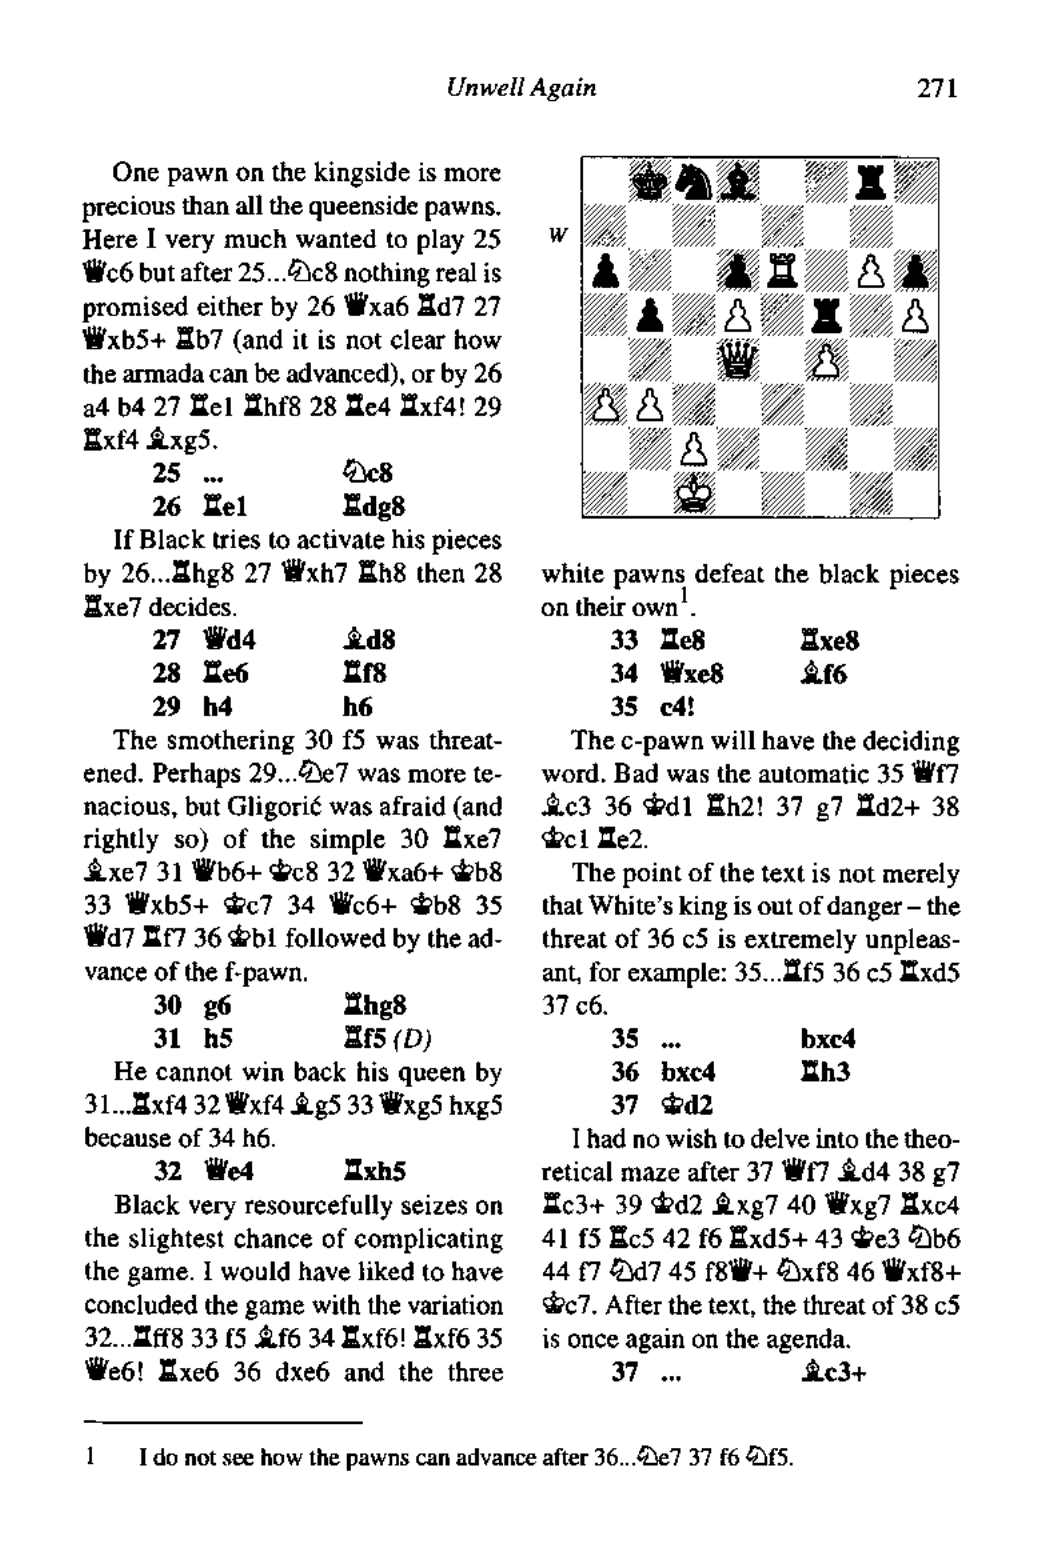 Unwell Again 271
One pawn on the kingside is more
precious than all the queenside pawns.
Here I very much wanted to play 25
♕c6 but after 25...♘c8 nothing real is
promised either by 26 ♕xa6 ♖d7 27
♕xb5+ ♖b7 (and it is not clear how
the armada can be advanced), or by 26
a4 b4 27 ♖e1 ♖hf8 28 ♖e4 ♖xf4! 29
♖xf4 ♗xg5.
25 ... ♘c8
26 ♖e1 ♖dg8
If Black tries to activate his pieces
by 26...♖hg8 27 ♕xh7 ♖h8 then 28
♖xe7 decides.
27 ♕d4 ♗d8
28 ♖e6 ♖f8
29 h4 h6
The smothering 30 f5 was threat-
ened. Perhaps 29...♘e7 was more te-
nacious, but Gligorić was afraid (and
rightly so) of the simple 30 ♖xe7
♗xe7 31 ♕b6+ ♔c8 32 ♕xa6+ ♔b8
33 ♕xb5+ ♔c7 34 ♕c6+ ♔b8 35
♕d7 ♖f7 36 ♔b1 followed by the ad-
vance of the f-pawn.
30 g6 ♖hg8
31 h5 ♖f5 (D)
He cannot win back his queen by
31...♖xf4 32 ♕xf4 ♗g5 33 ♕xg5 hxg5
because of 34 h6.
32 ♕e4 ♖xh5
Black very resourcefully seizes on
the slightest chance of complicating
the game. I would have liked to have
concluded the game with the variation
32...♖ff8 33 f5 ♗f6 34 ♖xf6! ♖xf6 35
♕e6! ♖xe6 36 dxe6 and the three
W
white pawns defeat the black pieces
on their own¹.
33 ♖e8 ♖xe8
34 ♕xe8 ♗f6
35 c4!
The c-pawn will have the deciding
word. Bad was the automatic 35 ♕f7
♗c3 36 ♔d1 ♖h2! 37 g7 ♖d2+ 38
♔c1 ♖e2.
The point of the text is not merely
that White's king is out of danger – the
threat of 36 c5 is extremely unpleas-
ant, for example: 35...♖f5 36 c5 ♖xd5
37 c6.
35 ... bxc4
36 bxc4 ♖h3
37 ♔d2
I had no wish to delve into the theo-
retical maze after 37 ♕f7 ♗d4 38 g7
♖c3+ 39 ♔d2 ♗xg7 40 ♕xg7 ♖xc4
41 f5 ♖c5 42 f6 ♖xd5+ 43 ♔e3 ♘b6
44 f7 ♘d7 45 f8♕+ ♘xf8 46 ♕xf8+
♔c7. After the text, the threat of 38 c5
is once again on the agenda.
37 ... ♗c3+
1 I do not see how the pawns can advance after 36...♘e7 37 f6 ♘f5.